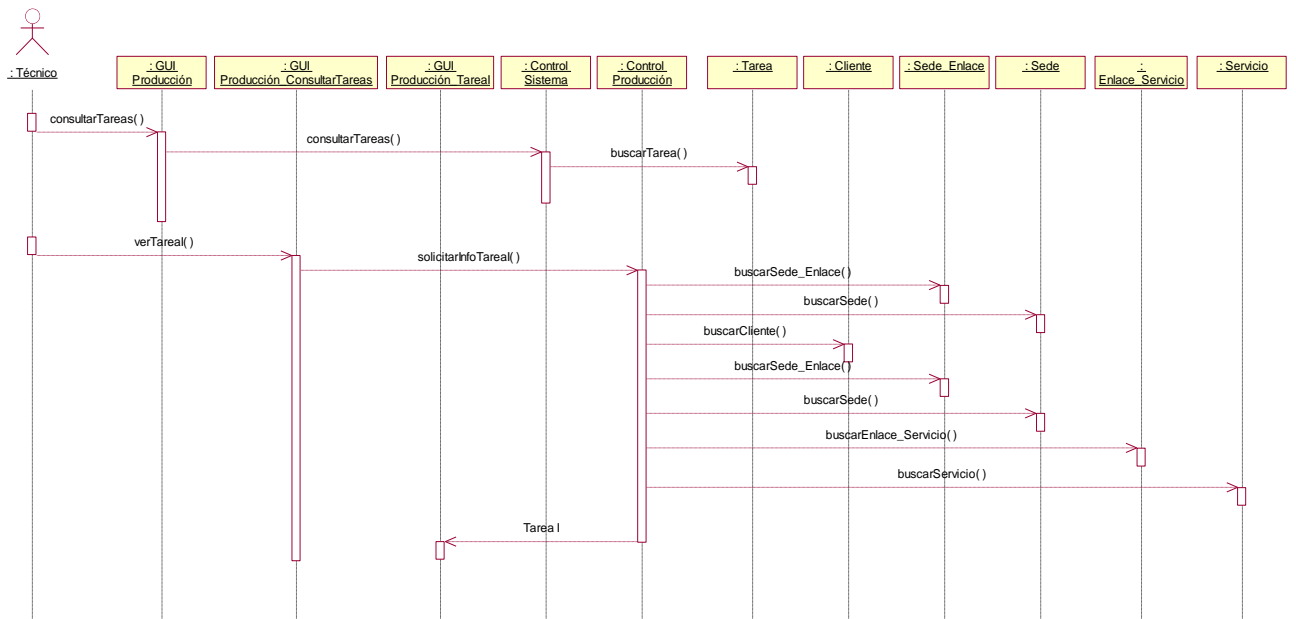 : Técnico
: GUI
Producción
: GUI
Producción_ConsultarTareas
: GUI
Producción_TareaI
: Control
Sistema
: Control
Producción
: Tarea
: Cliente
: Sede_Enlace
: Sede
:
Enlace_Servicio
: Servicio
consultarTareas( )
consultarTareas( )
buscarTarea( )
verTareaI( )
solicitarInfoTareaI( )
buscarSede_Enlace( )
buscarSede( )
buscarCliente( )
buscarSede_Enlace( )
buscarSede( )
buscarEnlace_Servicio( )
buscarServicio( )
Tarea I